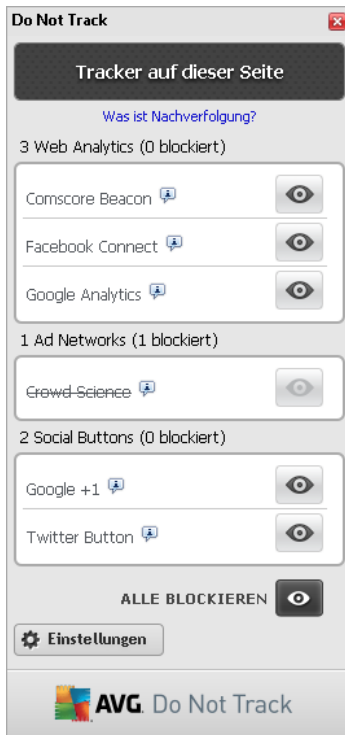 Do Not Track
Tracker auf dieser Seite
Was ist Nachverfolgung?
3 Web Analytics (0 blockiert)
Comscore Beacon
Facebook Connect
Google Analytics
1 Ad Networks (1 blockiert)
Crowd Science
2 Social Buttons (0 blockiert)
Google +1
Twitter Button
ALLE BLOCKIEREN
Einstellungen
AVG. Do Not Track